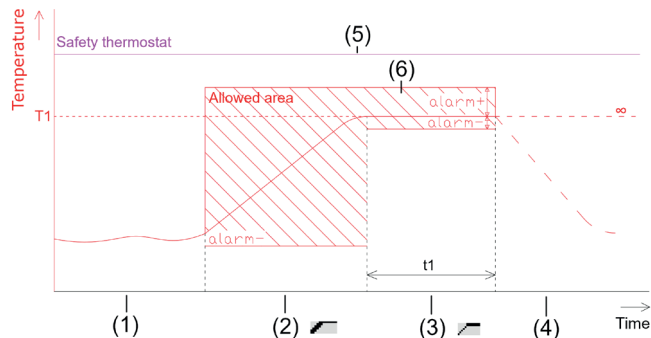 Temperature
Safety thermostat
(5)
(6)
Allowed area
alarm+
T1
∞
alarm-
alarm-
t1
(1)
(2)
(3)
(4)
Time